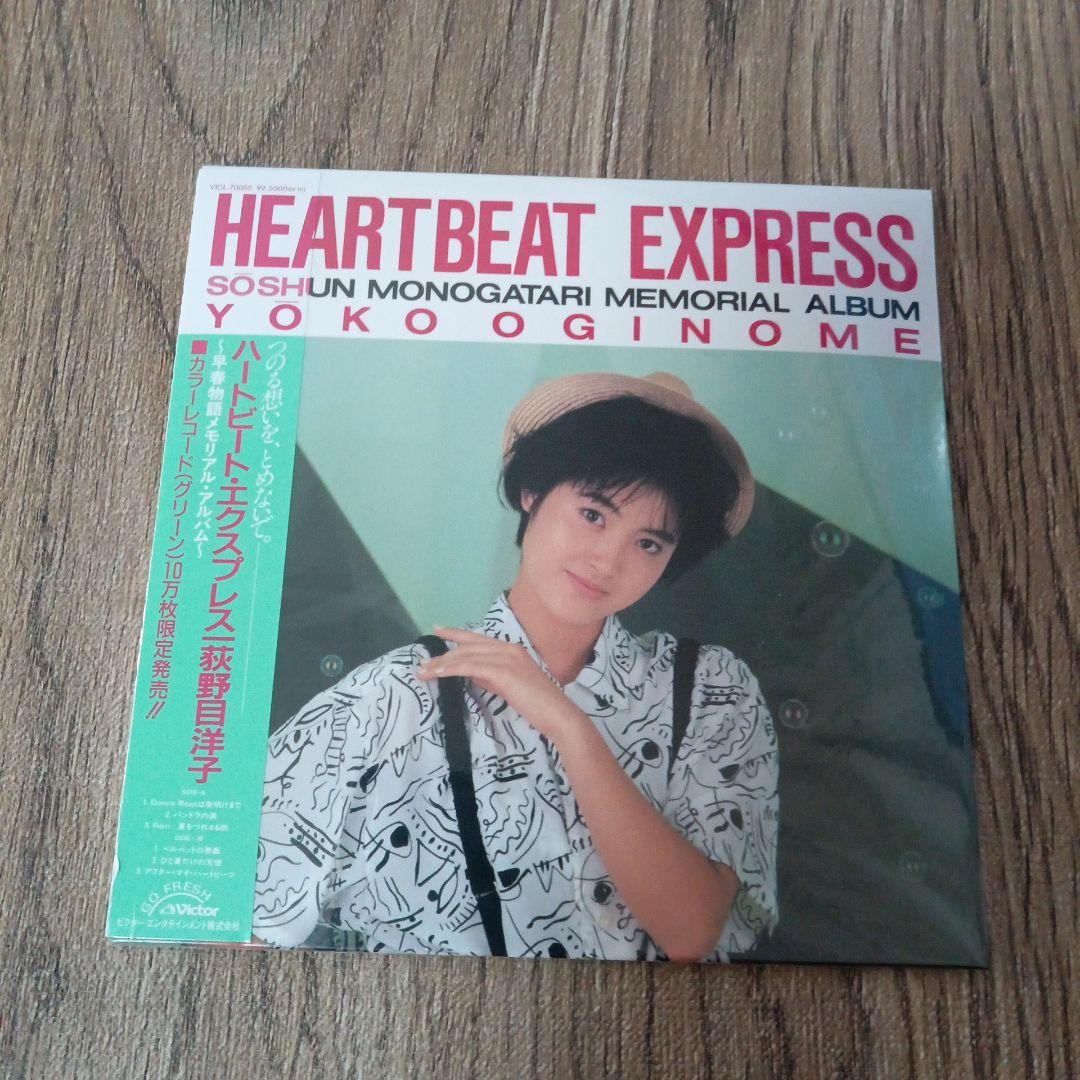 VICL-70055 ¥2,500(tax in)
HEARTBEAT EXPRESS
SŌSHUN MONOGATARI MEMORIAL ALBUM
YŌKO OGINOME
つのる想いを、とめないで。
ハートビート・エクスプレス|荻野目洋子
〜早春物語メモリアル・アルバム〜
■カラーレコード(グリーン)10万枚限定発売!!
SIDE-A
1. Dance Beatは夜明けまで
2. パンドラの涙
3. Rain 夏をつれさる雨
SIDE-B
1. ベルベットの悪戯
2. ひと夏だけの天使
3. アフター・マイ・ハートビーツ
GO FRESH
Victor
ビクターエンタテインメント株式会社